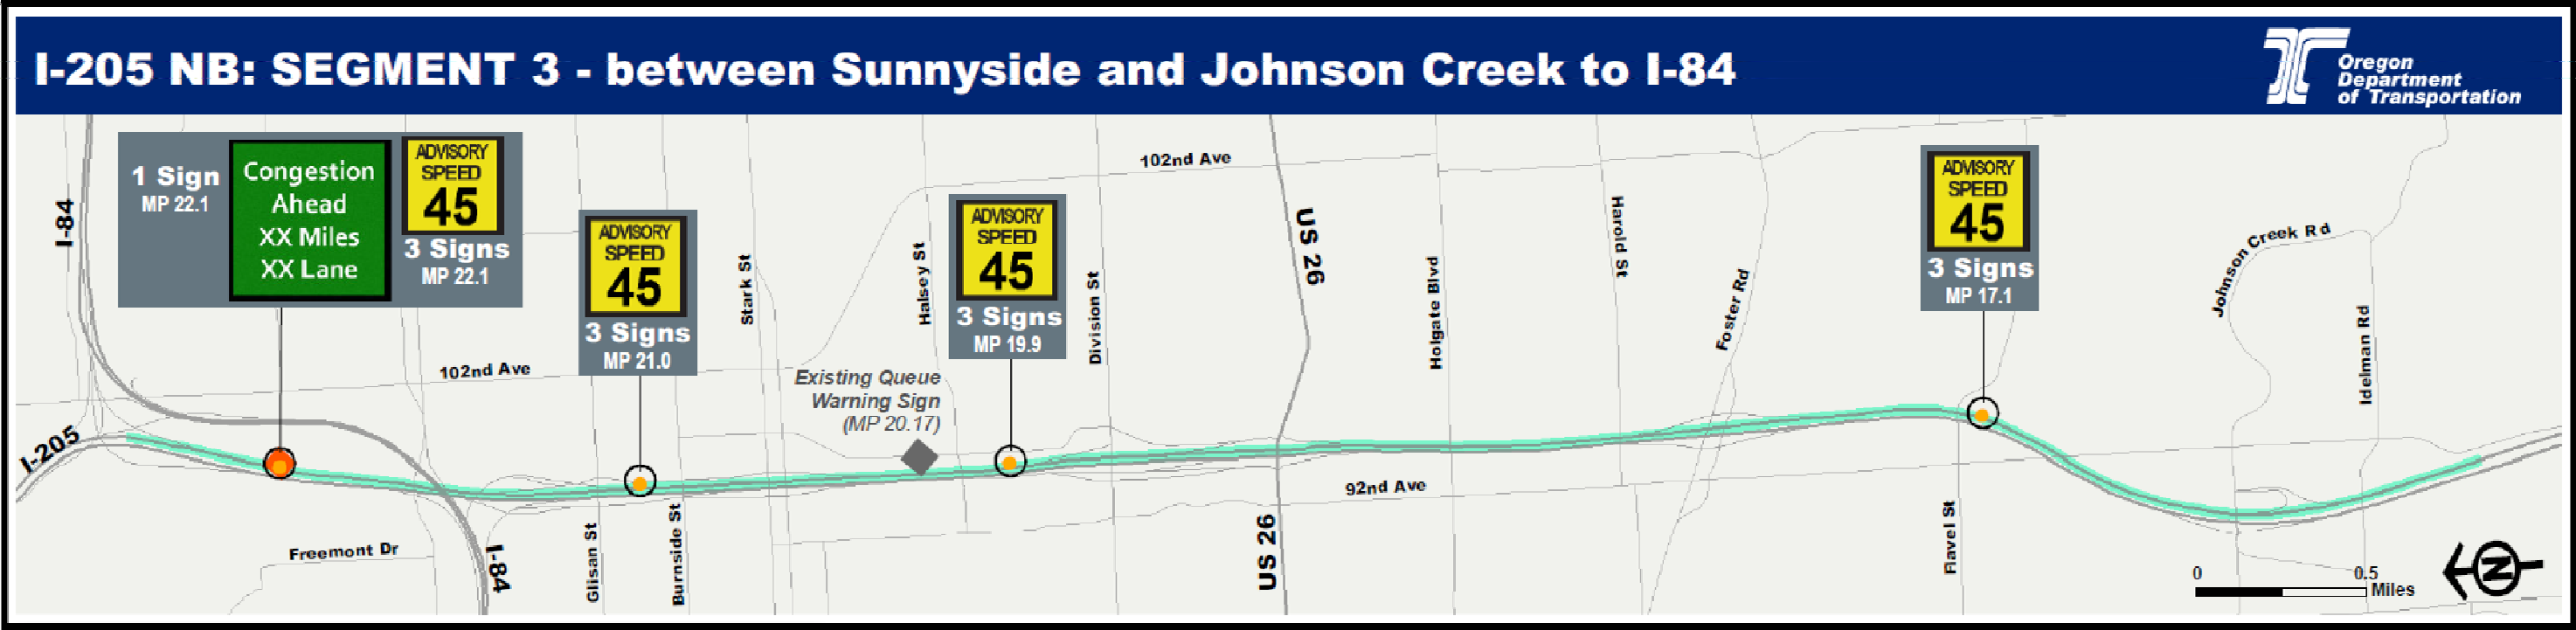 I-205 NB: SEGMENT 3 - between Sunnyside and Johnson Creek to I-84
Oregon
Department
of Transportation
1 Sign
MP 22.1
Congestion
Ahead
XX Miles
XX Lane
ADVISORY
SPEED
45
3 Signs
MP 22.1
ADVISORY
SPEED
45
3 Signs
MP 21.0
ADVISORY
SPEED
45
3 Signs
MP 19.9
ADVISORY
SPEED
45
3 Signs
MP 17.1
I-84
102nd Ave
Stark St
Halsey St
Division St
US 26
Holgate Blvd
Harold St
Foster Rd
Johnson Creek Rd
Idelman Rd
102nd Ave
Existing Queue
Warning Sign
(MP 20.17)
I-205
92nd Ave
Freemont Dr
I-84
Glisan St
Burnside St
US 26
Flavel St
0 0.5
Miles
N